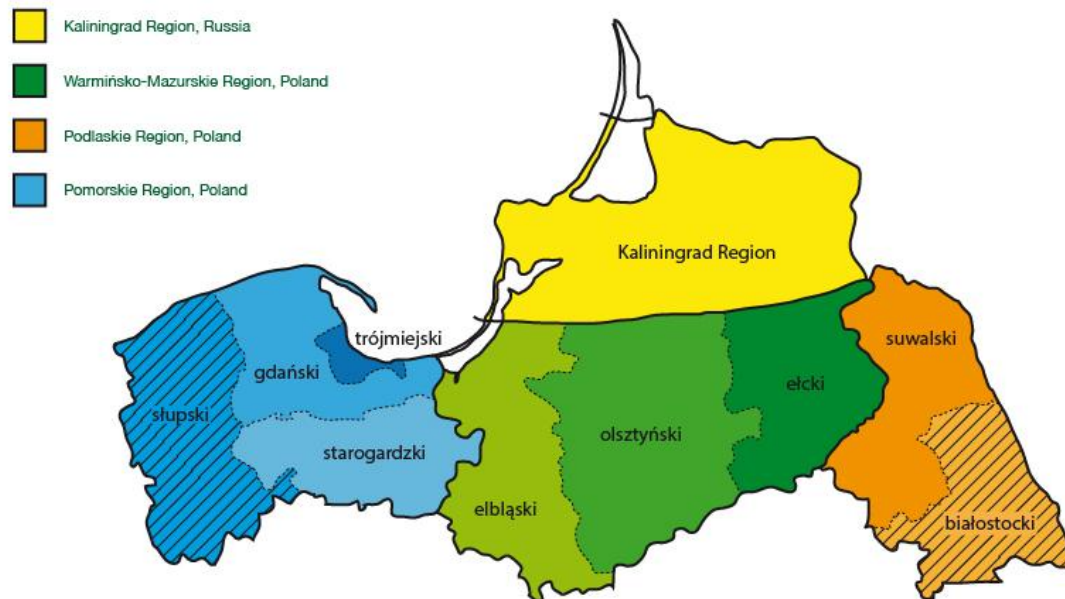 Kaliningrad Region, Russia
Warmińsko-Mazurskie Region, Poland
Podlaskie Region, Poland
Pomorskie Region, Poland
Kaliningrad Region
trójmiejski
suwalski
gdański
ełcki
słupski
olsztyński
starogardzki
elbląski
białostocki